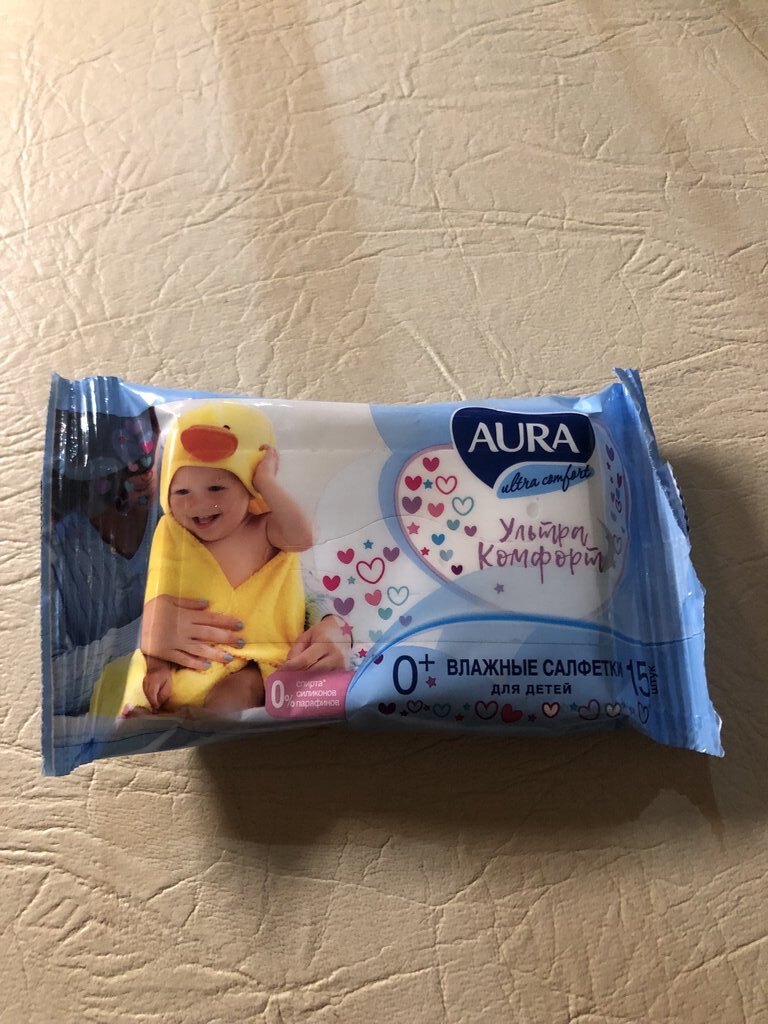 AURA
ultra comfort
Ультра
Комфорт
0+ ВЛАЖНЫЕ САЛФЕТКИ
ДЛЯ ДЕТЕЙ
15 штук
0%
спирта*
силиконов
парафинов